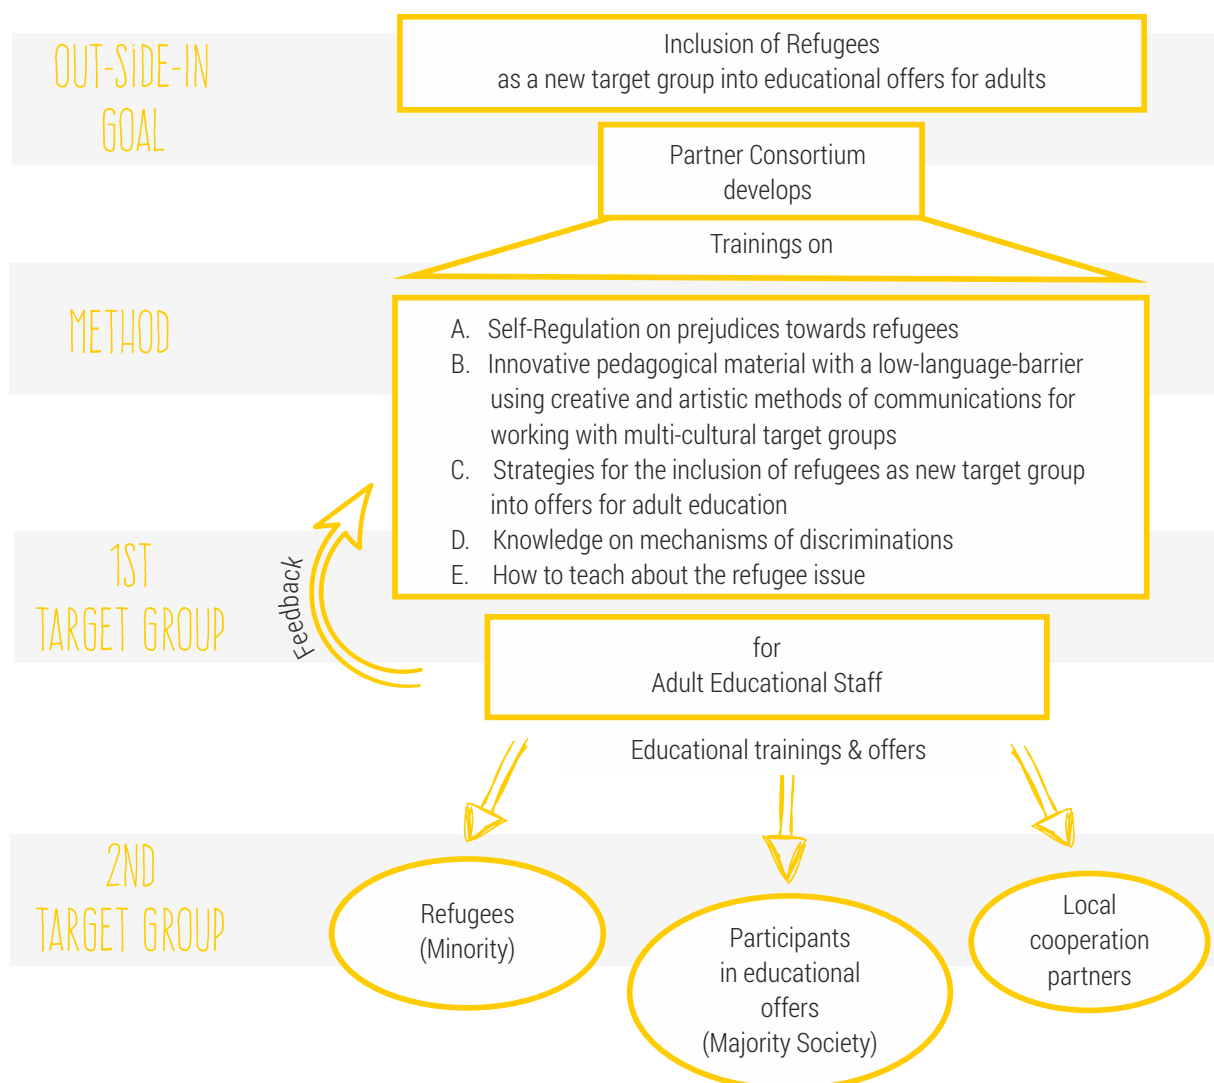 OUT-SiDE-IN
GOAL
Inclusion of Refugees
as a new target group into educational offers for adults
Partner Consortium
develops
Trainings on
METHOD
A. Self-Regulation on prejudices towards refugees
B. Innovative pedagogical material with a low-language-barrier
using creative and artistic methods of communications for
working with multi-cultural target groups
C. Strategies for the inclusion of refugees as new target group
into offers for adult education
D. Knowledge on mechanisms of discriminations
E. How to teach about the refugee issue
1ST
TARGET GROUP
Feedback
for
Adult Educational Staff
Educational trainings & offers
2ND
TARGET GROUP
Refugees
(Minority)
Participants
in educational
offers
(Majority Society)
Local
cooperation
partners